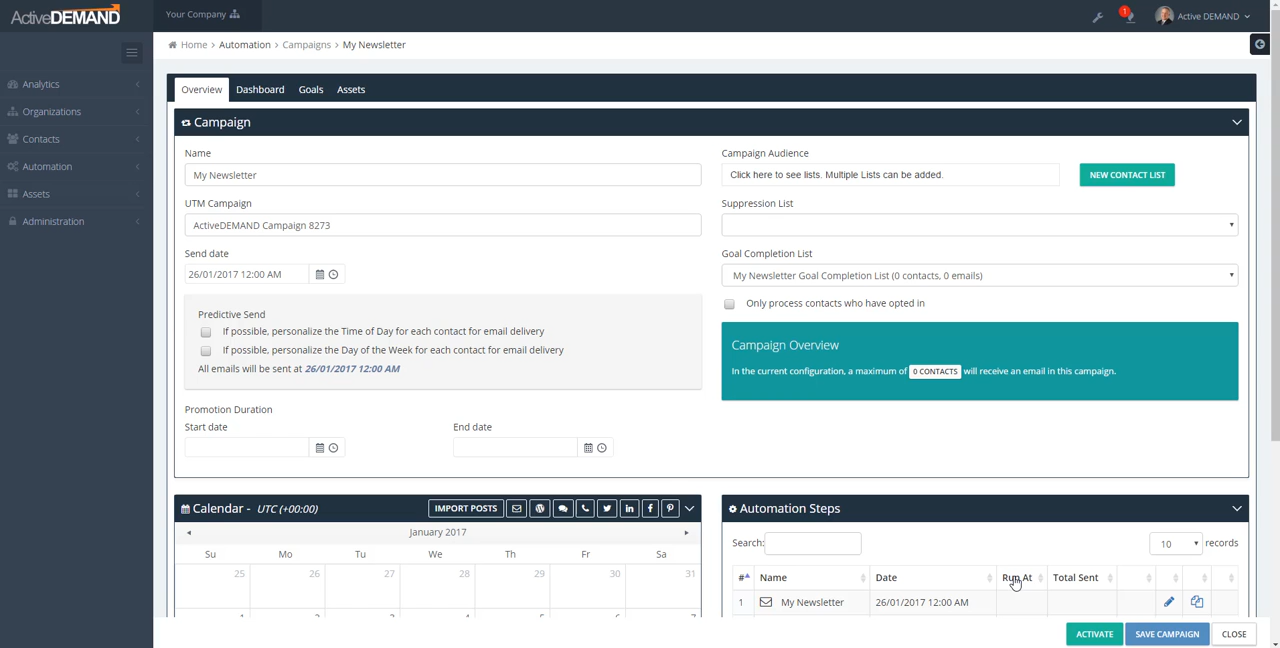 ActiveDEMAND
Your Company
1
Active DEMAND
Home > Automation > Campaigns > My Newsletter
Analytics
Organizations
Contacts
Automation
Assets
Administration
Overview Dashboard Goals Assets
Campaign
Name
My Newsletter
UTM Campaign
ActiveDEMAND Campaign 8273
Send date
26/01/2017 12:00 AM
Predictive Send
If possible, personalize the Time of Day for each contact for email delivery
If possible, personalize the Day of the Week for each contact for email delivery
All emails will be sent at 26/01/2017 12:00 AM
Promotion Duration
Start date End date
Campaign Audience
Click here to see lists. Multiple Lists can be added.
NEW CONTACT LIST
Suppression List
Goal Completion List
My Newsletter Goal Completion List (0 contacts, 0 emails)
Only process contacts who have opted in
Campaign Overview
In the current configuration, a maximum of 0 CONTACTS will receive an email in this campaign.
Calendar - UTC (+00:00)
IMPORT POSTS
January 2017
Su Mo Tu We Th Fr Sa
25 26 27 28 29 30 31
Automation Steps
Search: 10 records
# Name Date Run At Total Sent
1 My Newsletter 26/01/2017 12:00 AM
ACTIVATE SAVE CAMPAIGN CLOSE